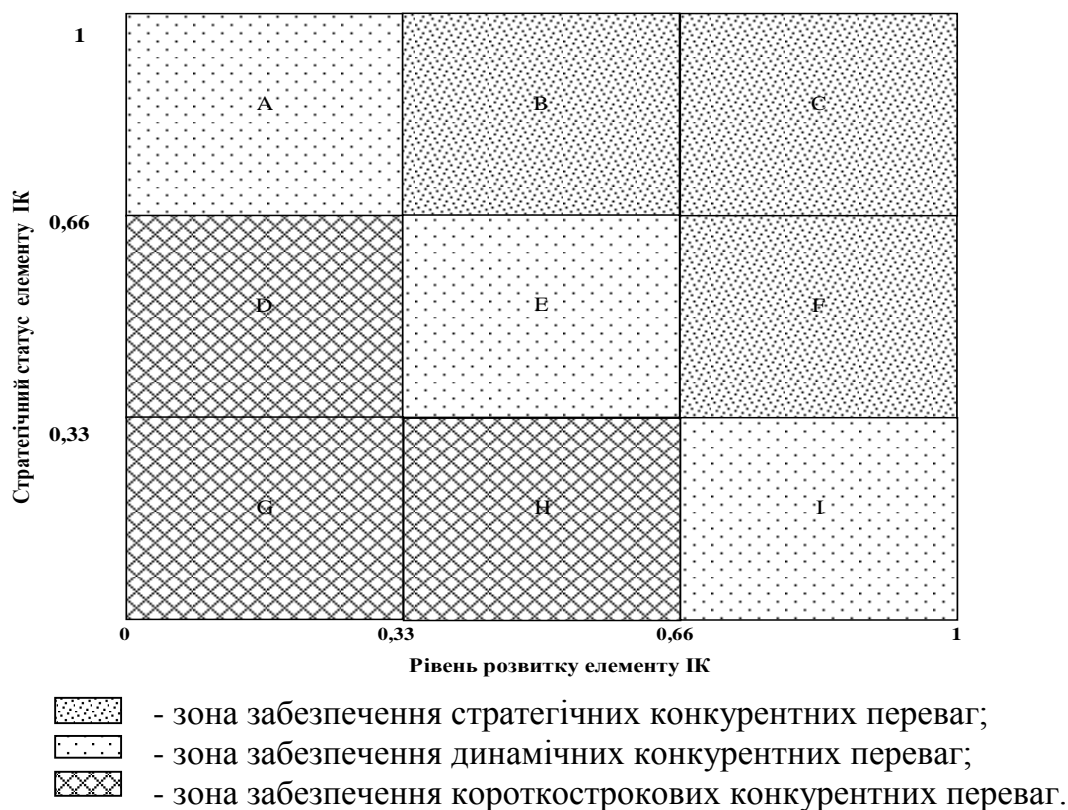 1
A
B
C
0,66
D
E
F
0,33
G
H
I
Стратегічний статус елементу ІК
0
0,33
0,66
1
Рівень розвитку елементу ІК
- зона забезпечення стратегічних конкурентних переваг;
- зона забезпечення динамічних конкурентних переваг;
- зона забезпечення короткострокових конкурентних переваг.